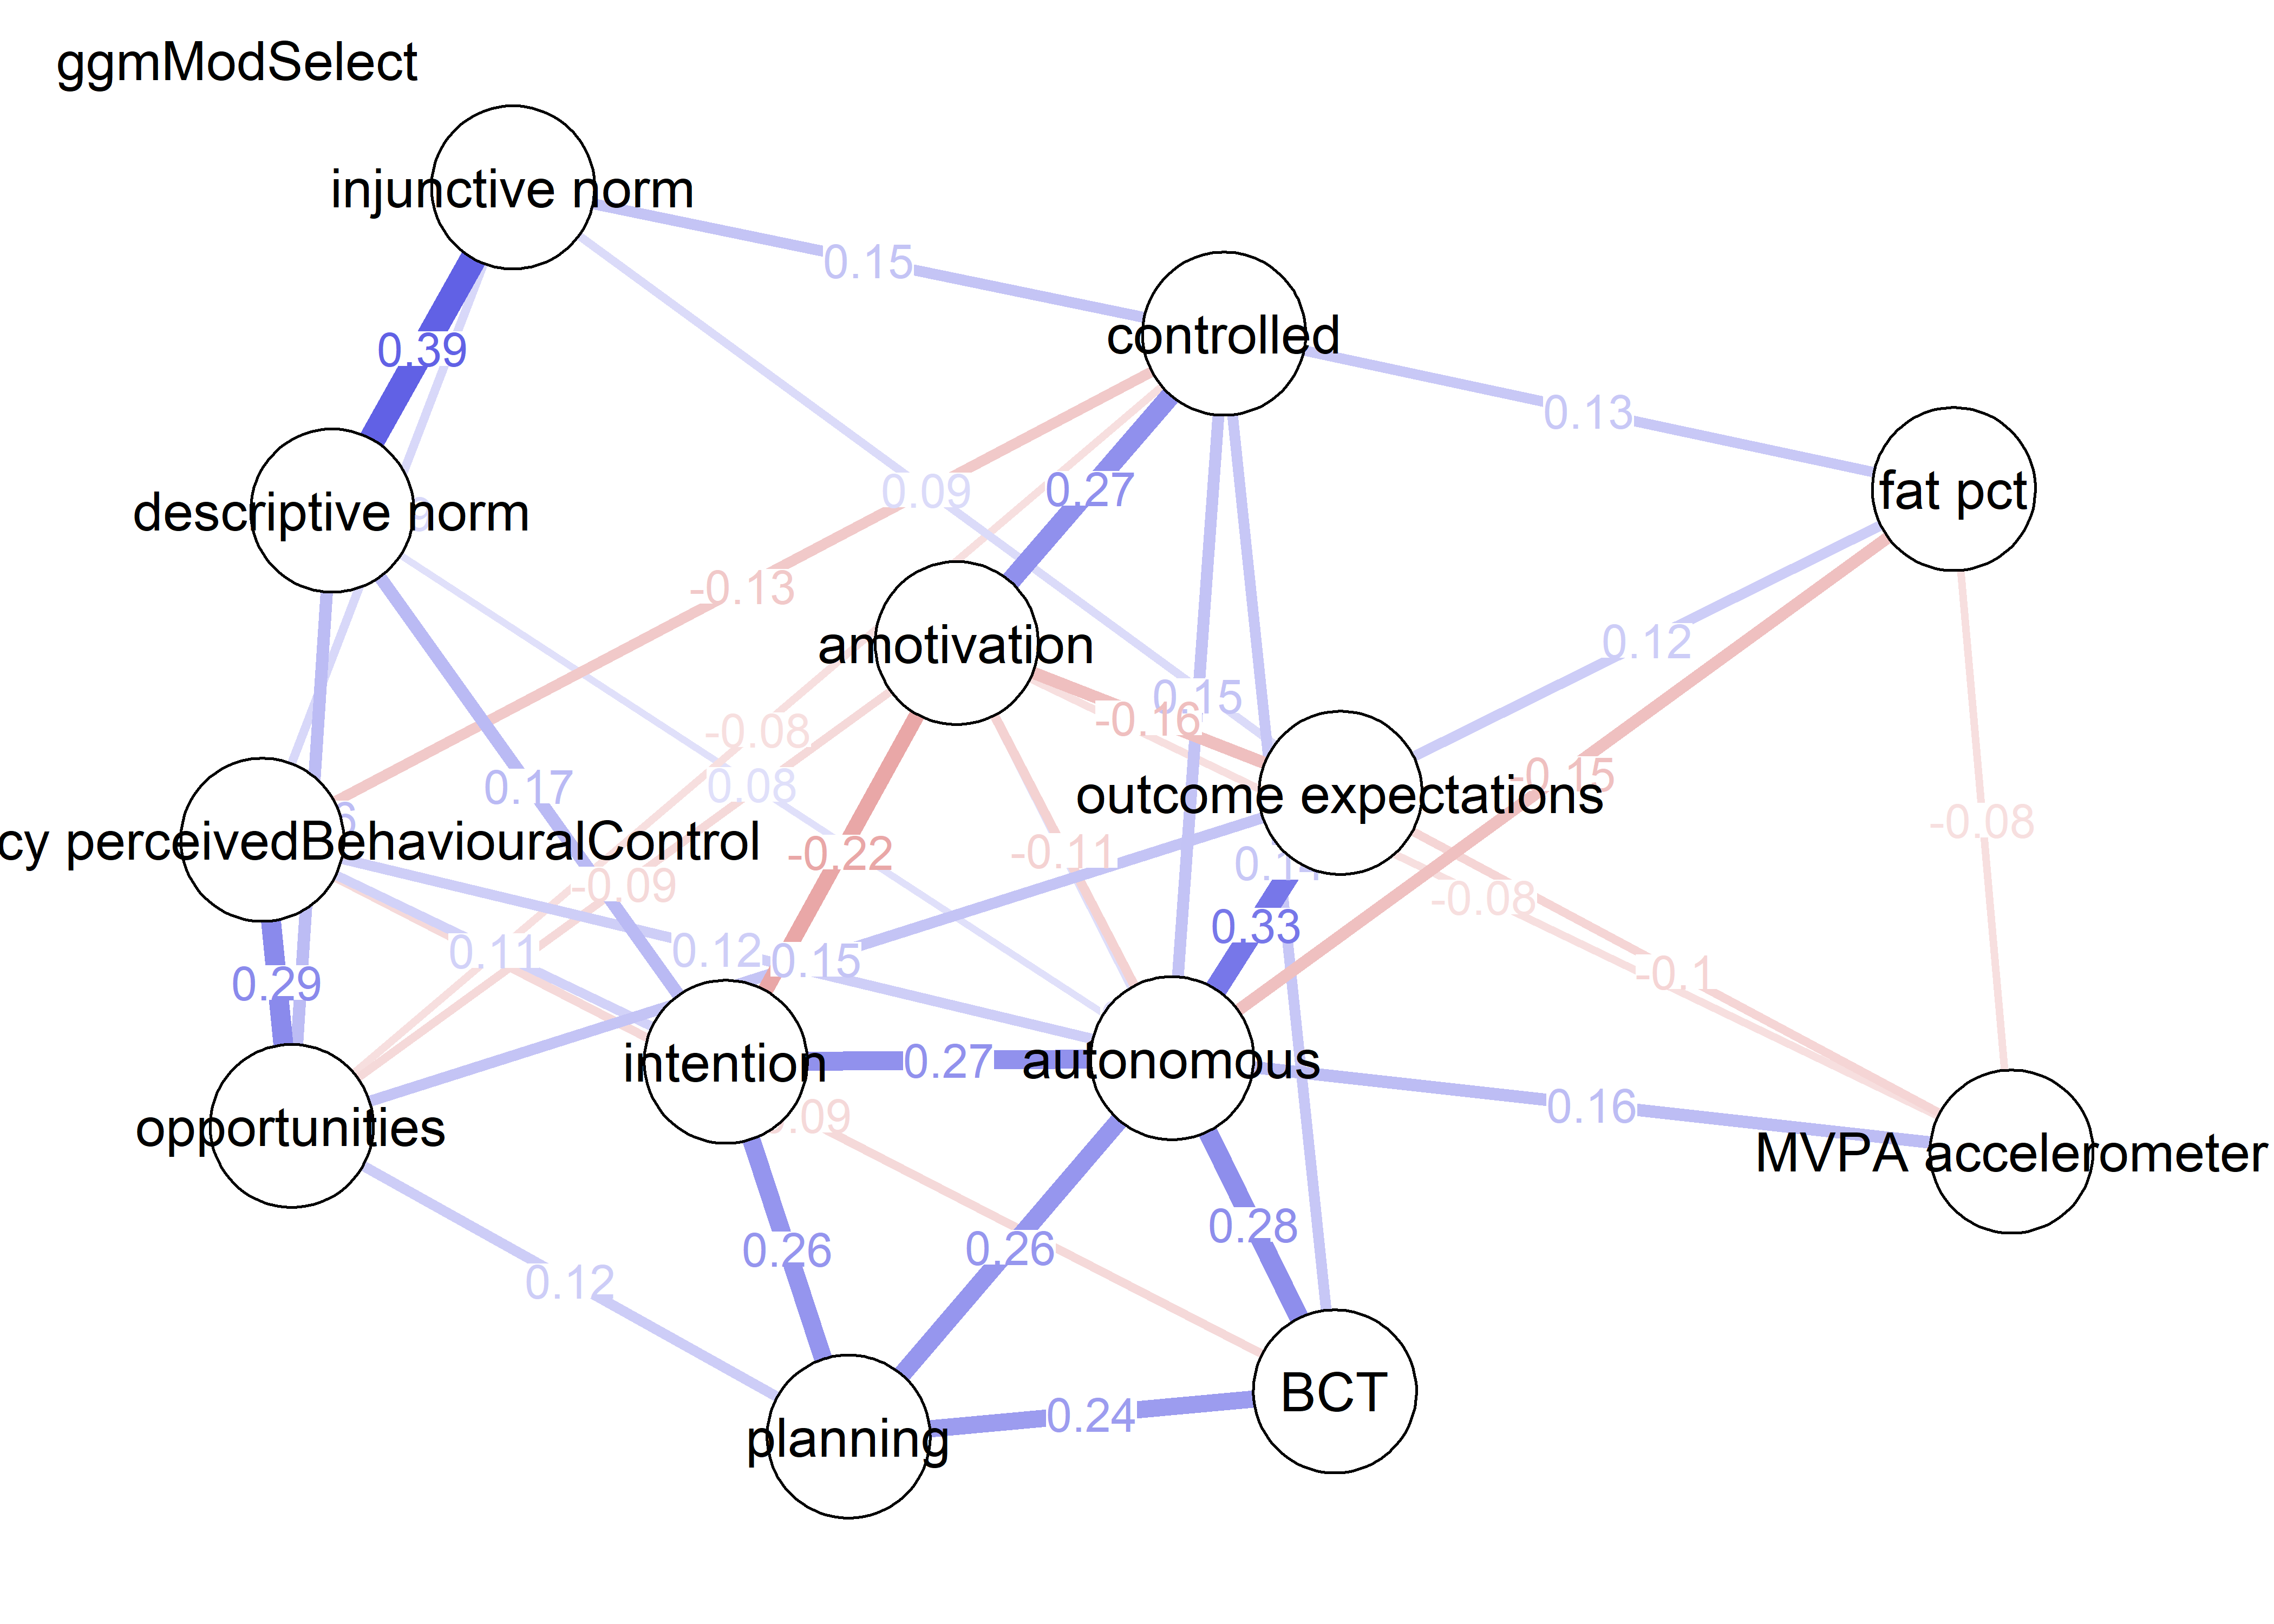 ggmModSelect
injunctive norm
0.15
controlled
0.39
0.13
0.09
0.27
fat pct
descriptive norm
-0.13
amotivation
0.12
0.15
-0.16
-0.08
0.08
0.17
-0.15
outcome expectations
-0.08
cy perceivedBehaviouralControl
-0.22
-0.11
-0.09
-0.08
0.33
0.11
0.12
0.15
-0.1
0.29
intention
0.27
autonomous
0.16
opportunities
MVPA accelerometer
0.26
0.26
0.28
0.12
BCT
planning
0.24